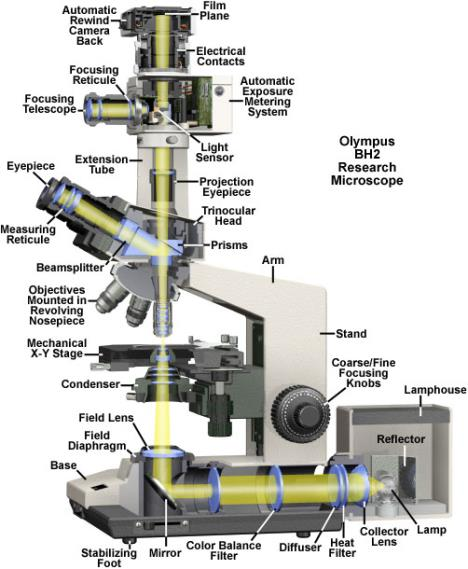 Automatic
Rewind
Camera
Back
Film
Plane
Electrical
Contacts
Focusing
Reticule
Focusing
Telescope
Automatic
Exposure
Metering
System
Light
Sensor
Olympus
BH2
Research
Microscope
Extension
Tube
Eyepiece
Projection
Eyepiece
Measuring
Reticule
Trinocular
Head
Prisms
Beamsplitter
Arm
Objectives
Mounted in
Revolving
Nosepiece
Stand
Mechanical
X-Y Stage
Condenser
Coarse/Fine
Focusing
Knobs
Lamphouse
Field Lens
Field
Diaphragm
Reflector
Base
Stabilizing
Foot
Mirror
Color Balance
Filter
Diffuser
Heat
Filter
Collector
Lens
Lamp